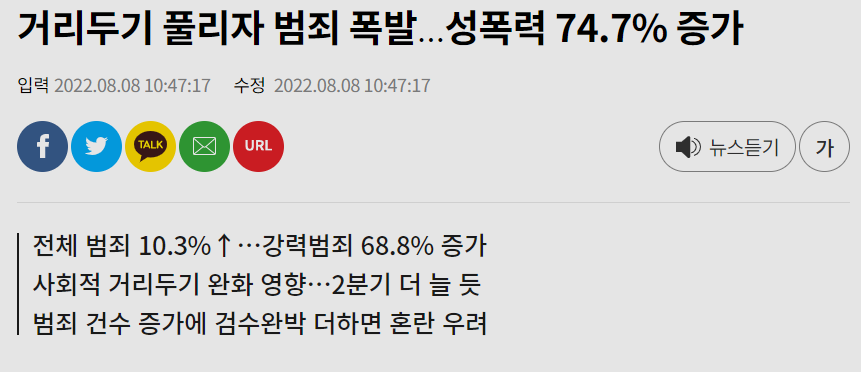 거리두기 풀리자 범죄 폭발…성폭력 74.7% 증가
입력 2022.08.08 10:47:17 수정 2022.08.08 10:47:17
f TALK URL 뉴스듣기 가
전체 범죄 10.3%↑…강력범죄 68.8% 증가
사회적 거리두기 완화 영향…2분기 더 늘 듯
범죄 건수 증가에 검수완박 더하면 혼란 우려